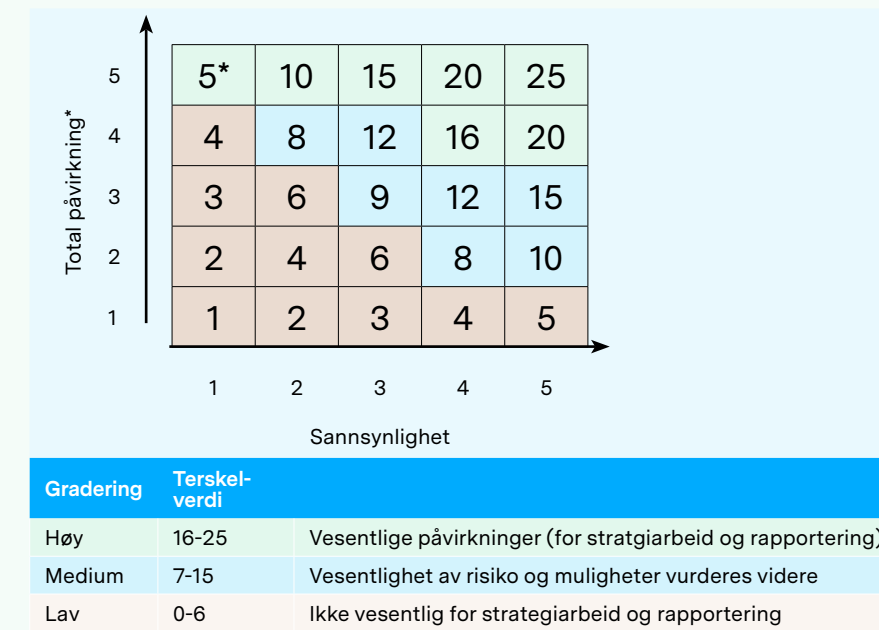 Total påvirkning*
5 5* 10 15 20 25
4 4 8 12 16 20
3 3 6 9 12 15
2 2 4 6 8 10
1 1 2 3 4 5
1 2 3 4 5
Sannsynlighet
Gradering Terskel-
verdi
Høy 16-25 Vesentlige påvirkninger (for stratgiarbeid og rapportering)
Medium 7-15 Vesentlighet av risiko og muligheter vurderes videre
Lav 0-6 Ikke vesentlig for strategiarbeid og rapportering